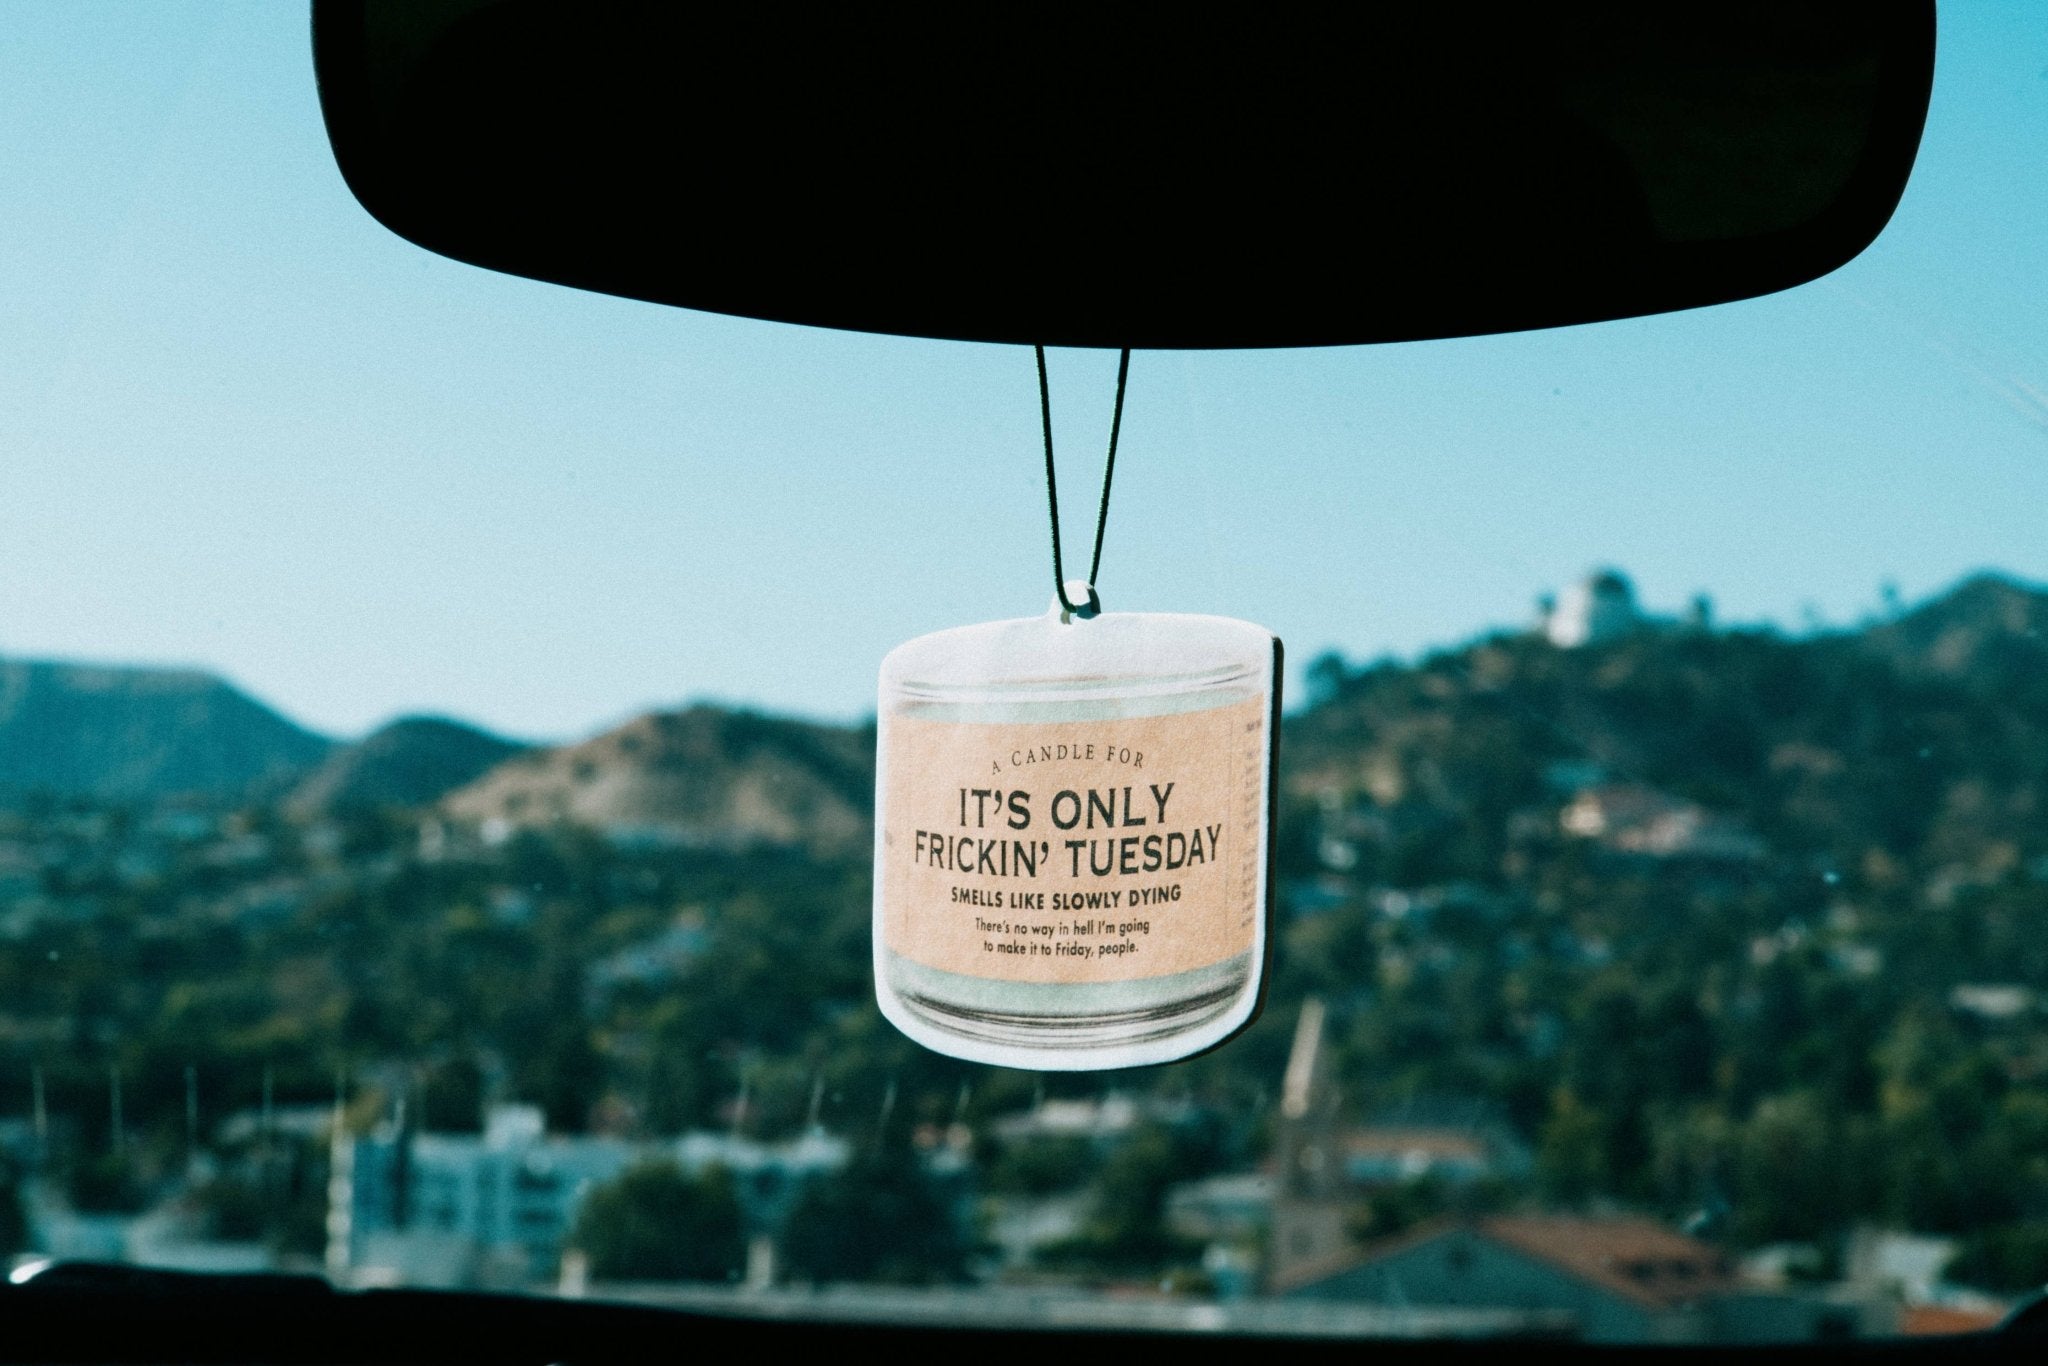 A CANDLE FOR
IT'S ONLY
FRICKIN' TUESDAY
SMELLS LIKE SLOWLY DYING
There's no way in hell I'm going
to make it to Friday, people.